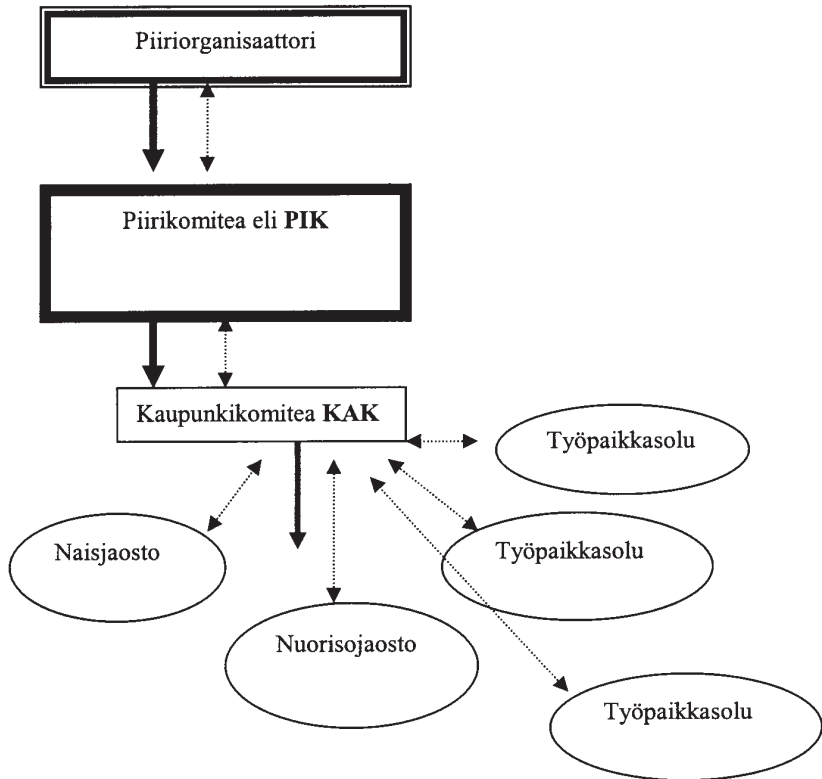 Piiriorganisaattori
Piirikomitea eli PIK
Kaupunkikomitea KAK
Työpaikkasolu
Naisjaosto
Työpaikkasolu
Nuorisojaosto
Työpaikkasolu